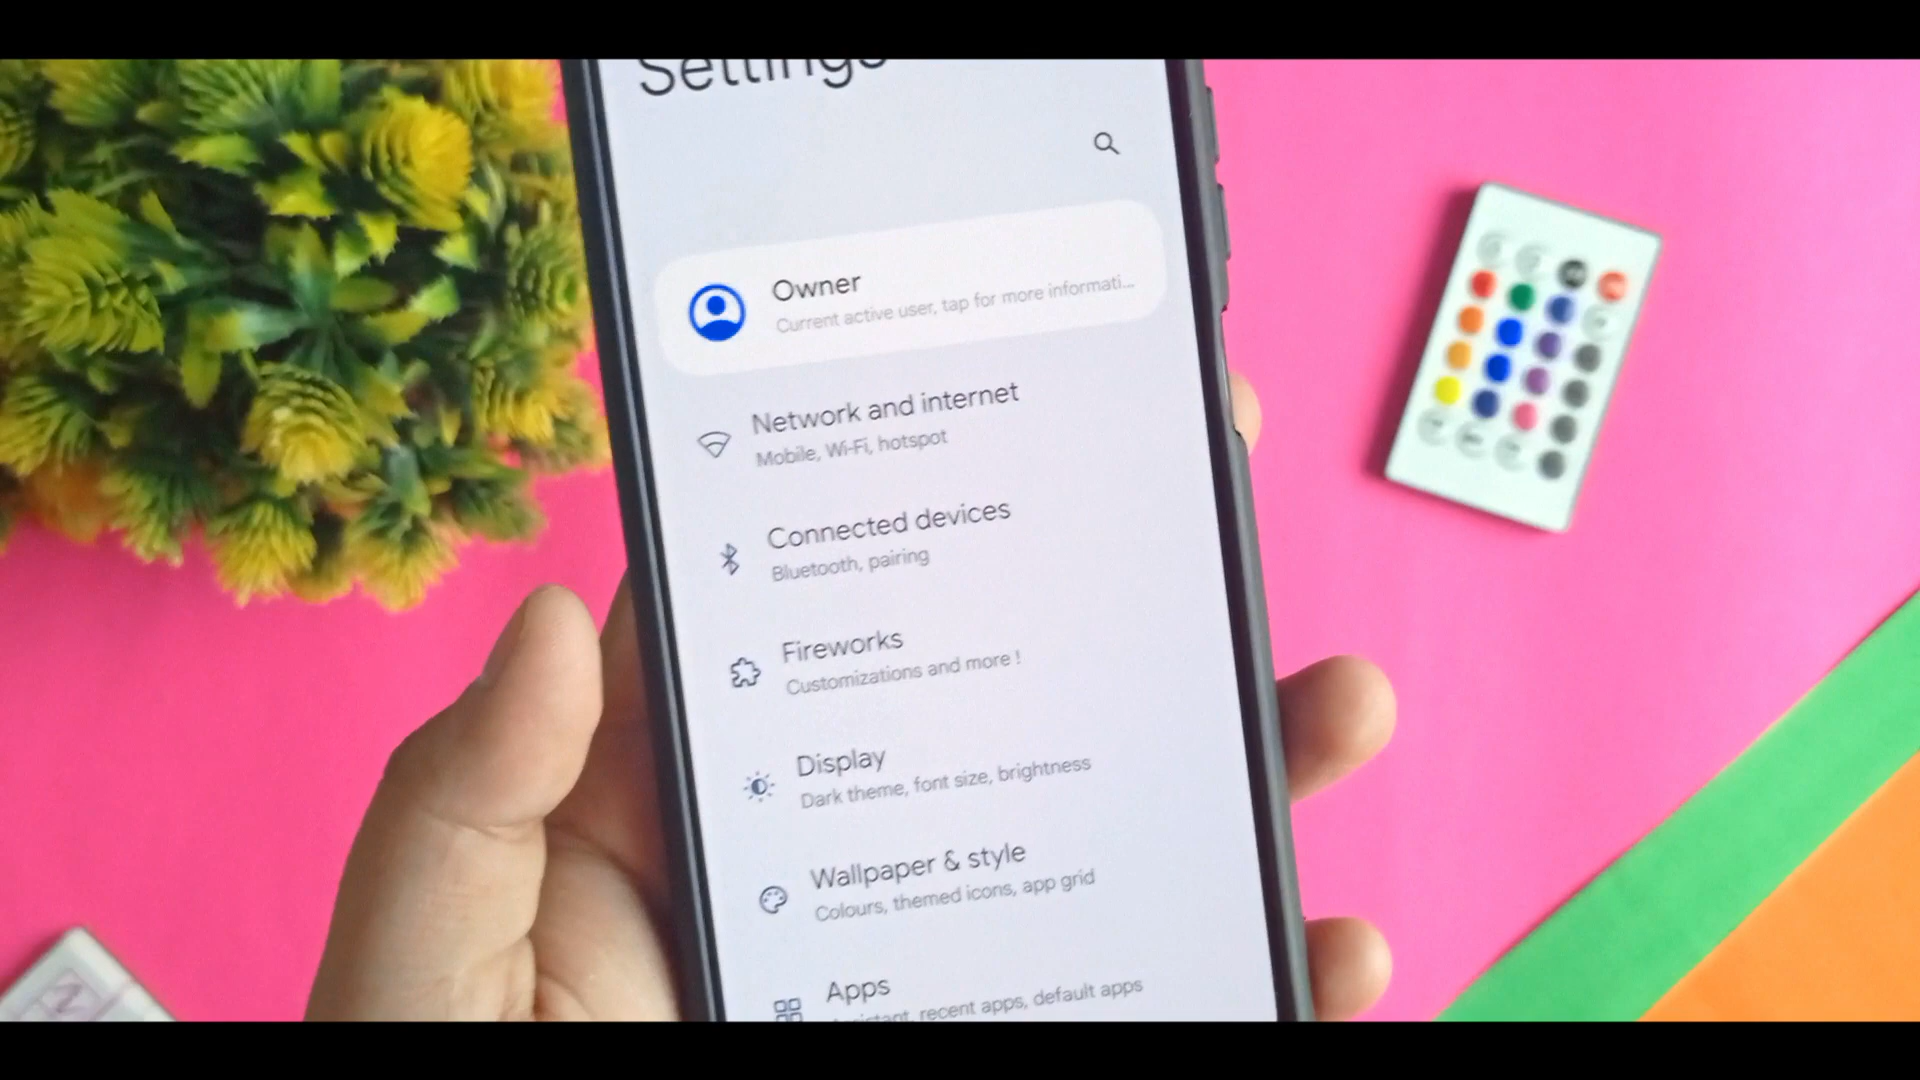 Settings
Owner
Current active user, tap for more informati...
Network and internet
Mobile, Wi-Fi, hotspot
Connected devices
Bluetooth, pairing
Fireworks
Customizations and more !
Display
Dark theme, font size, brightness
Wallpaper & style
Colours, themed icons, app grid
Apps
recent apps, default apps